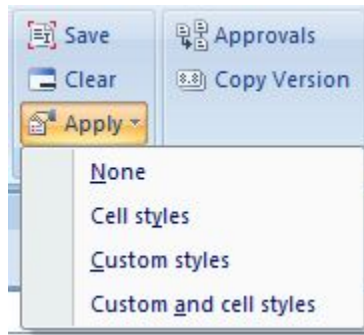 Save
Approvals
Clear
Copy Version
Apply
None
Cell styles
Custom styles
Custom and cell styles